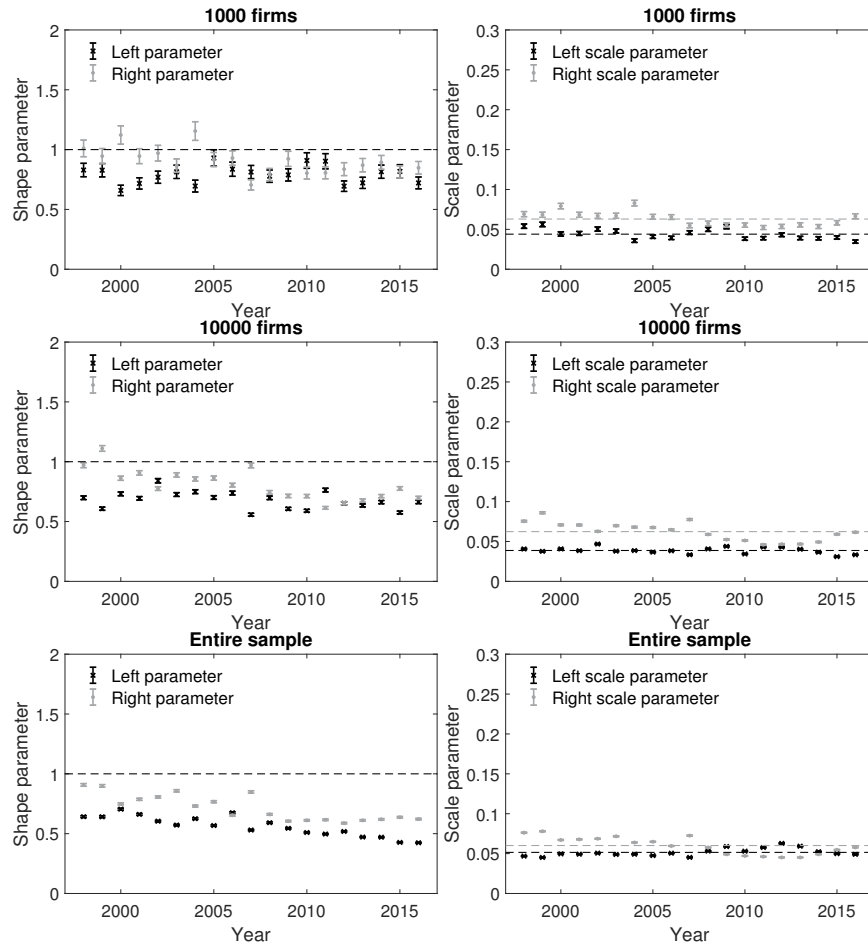 1000 firms
Shape parameter
2
1.5
1
0.5
0
Left parameter
Right parameter
2000 2005 2010 2015
Year
1000 firms
Scale parameter
0.3
0.25
0.2
0.15
0.1
0.05
0
Left scale parameter
Right scale parameter
2000 2005 2010 2015
Year
10000 firms
Shape parameter
2
1.5
1
0.5
0
Left parameter
Right parameter
2000 2005 2010 2015
Year
10000 firms
Scale parameter
0.3
0.25
0.2
0.15
0.1
0.05
0
Left scale parameter
Right scale parameter
2000 2005 2010 2015
Year
Entire sample
Shape parameter
2
1.5
1
0.5
0
Left parameter
Right parameter
2000 2005 2010 2015
Year
Entire sample
Scale parameter
0.3
0.25
0.2
0.15
0.1
0.05
0
Left scale parameter
Right scale parameter
2000 2005 2010 2015
Year